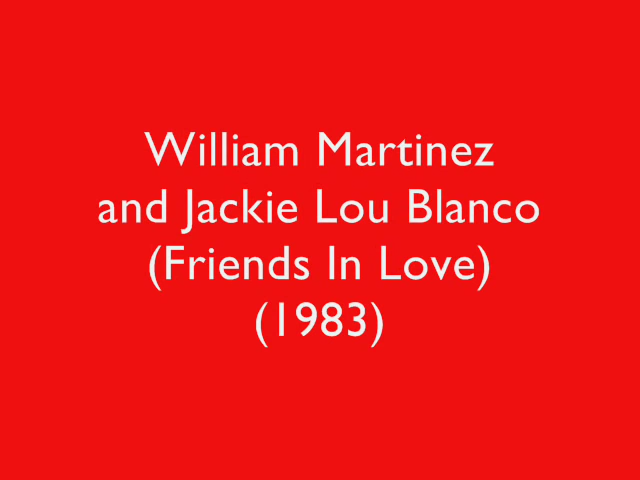 William Martinez
and Jackie Lou Blanco
(Friends In Love)
(1983)